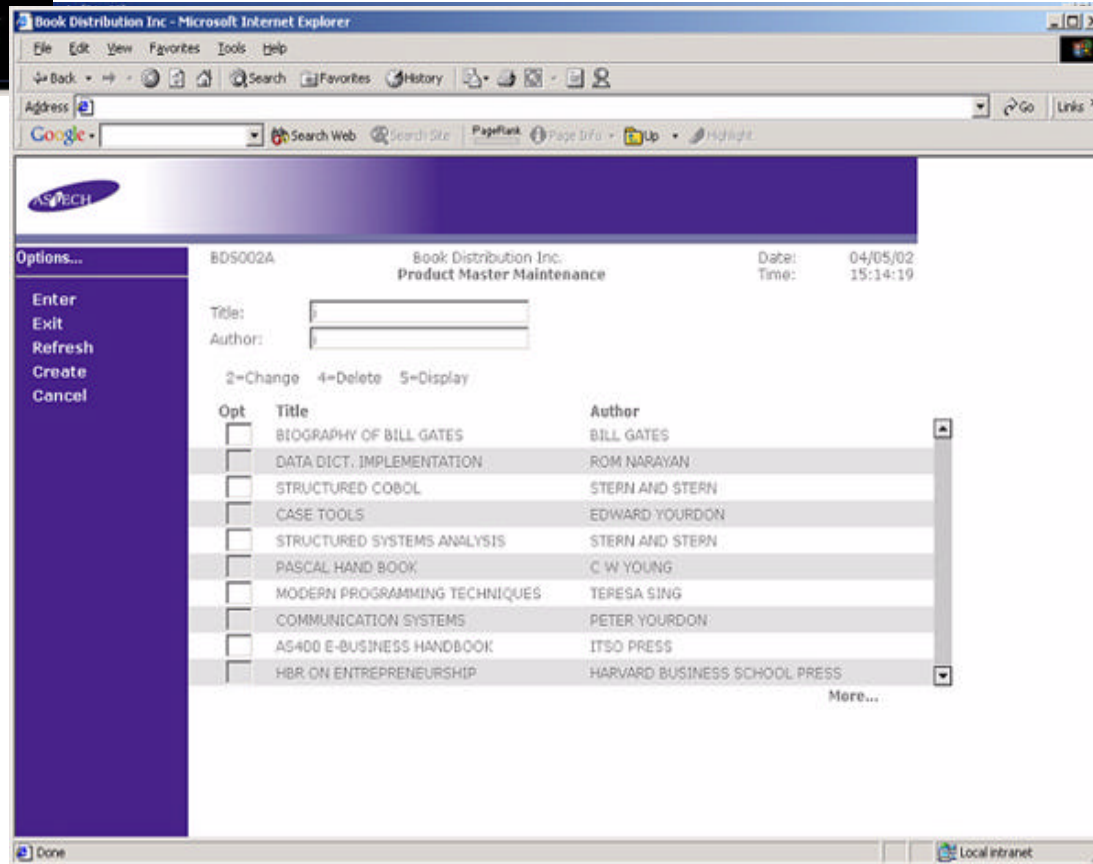 Book Distribution Inc - Microsoft Internet Explorer
File Edit View Favorites Tools Help
Back Search Favorites History
Address Go Links
Google Search Web Search Site PageRank Page Info Up Highlight
ASTECH
Options...
Enter
Exit
Refresh
Create
Cancel
BDS002A Book Distribution Inc. Date: 04/05/02
Product Master Maintenance Time: 15:14:19
Title:
Author:
2=Change 4=Delete 5=Display
Opt Title Author
BIOGRAPHY OF BILL GATES BILL GATES
DATA DICT. IMPLEMENTATION ROM NARAYAN
STRUCTURED COBOL STERN AND STERN
CASE TOOLS EDWARD YOURDON
STRUCTURED SYSTEMS ANALYSIS STERN AND STERN
PASCAL HAND BOOK C W YOUNG
MODERN PROGRAMMING TECHNIQUES TERESA SING
COMMUNICATION SYSTEMS PETER YOURDON
AS400 E-BUSINESS HANDBOOK ITSO PRESS
HBR ON ENTREPRENEURSHIP HARVARD BUSINESS SCHOOL PRESS
More...
Done Local intranet